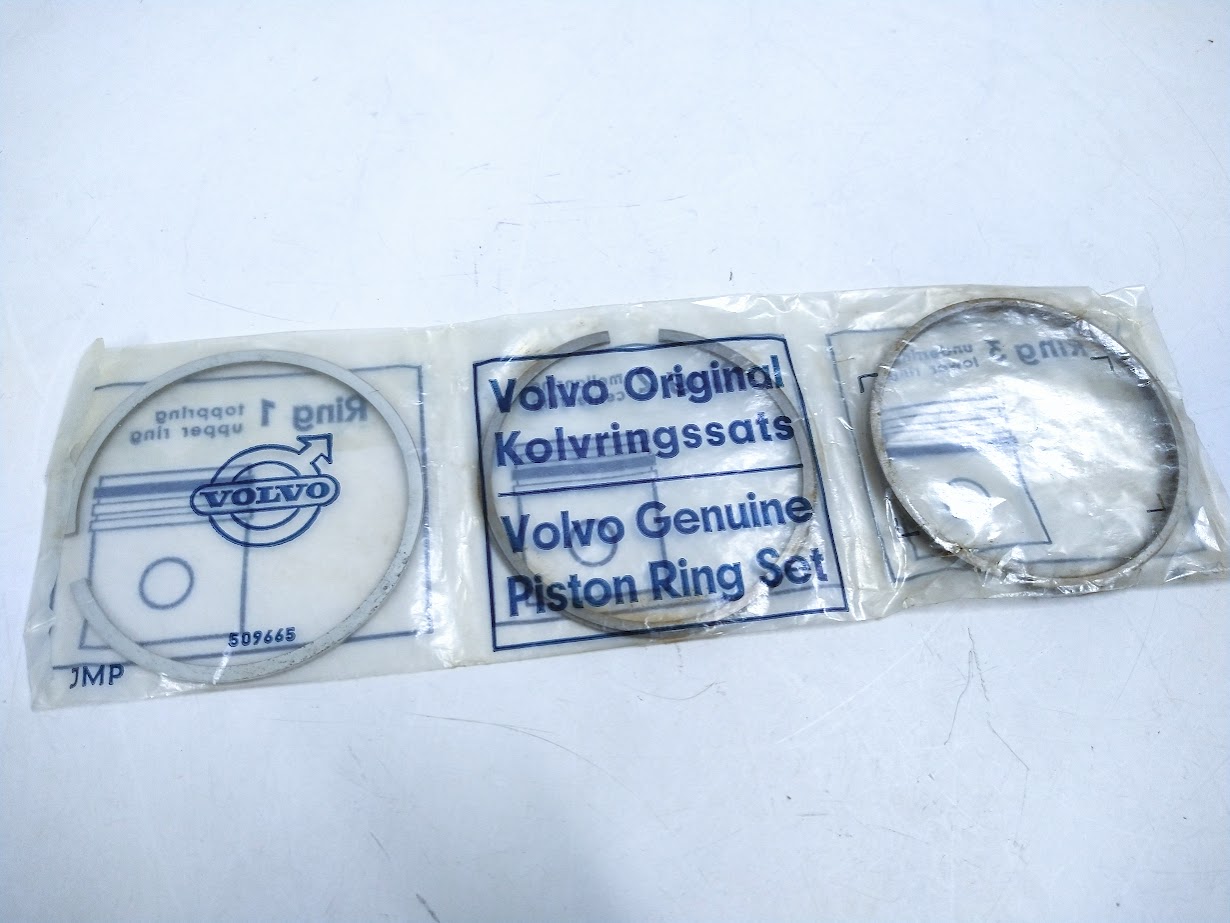 Ring 1 toppring
upper ring
VOLVO
509665
JMP
Volvo Original
Kolvringssats
Volvo Genuine
Piston Ring Set
Ring 3
lower ring